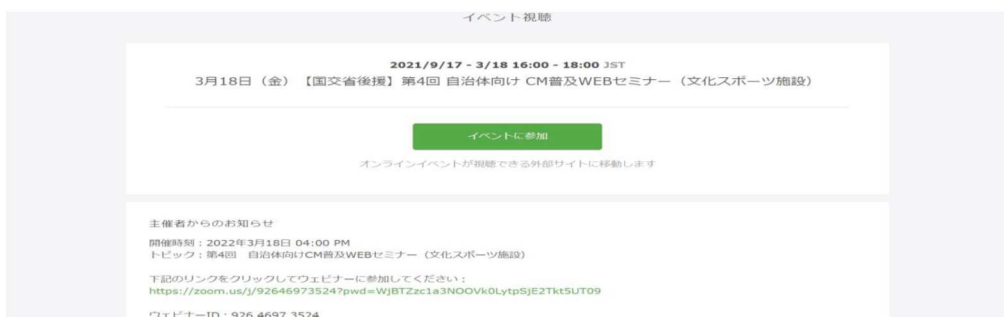 イベント視聴
2021/9/17 - 3/18 16:00 - 18:00 JST
3月18日（金）【国交省後援】第4回 自治体向け CM普及WEBセミナー（文化スポーツ施設）
イベントに参加
オンラインイベントが視聴できる外部サイトに移動します
主催者からのお知らせ
開催時刻：2022年3月18日 04:00 PM
トピック：第4回　自治体向けCM普及WEBセミナー（文化スポーツ施設）
下記のリンクをクリックしてウェビナーに参加してください：
https://zoom.us/j/92646973524?pwd=WjBTZzc1a3NOOVk0LytpSjE2Tkt5UT09
ウェビナーID：926 4697 3524